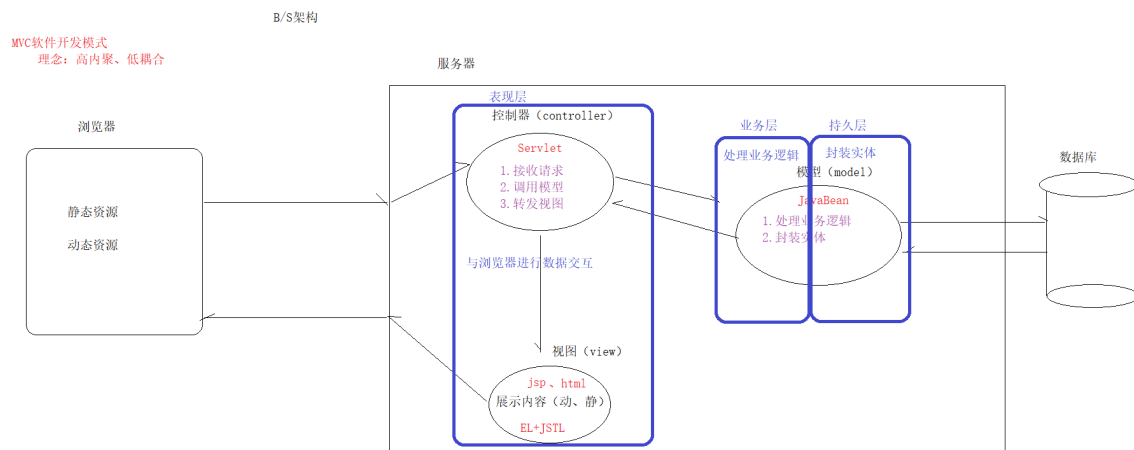 B/S架构
MVC软件开发模式
理念：高内聚、低耦合
服务器
表现层
控制器（controller）
业务层
持久层
浏览器
Servlet
处理业务逻辑
封装实体
数据库
1.接收请求
模型（model）
2.调用模型
JavaBean
静态资源
3.转发视图
1.处理业务逻辑
动态资源
2.封装实体
与浏览器进行数据交互
视图（view）
jsp、html
展示内容（动、静）
EL+JSTL